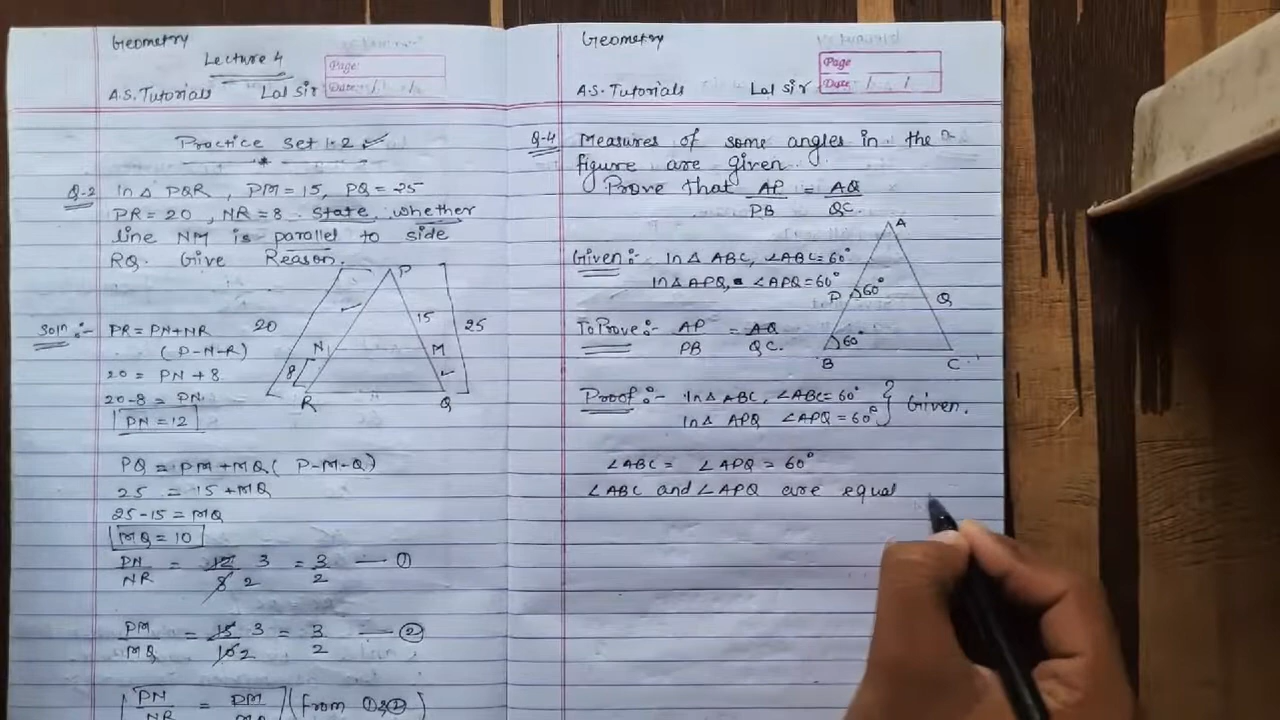 Geometry
Lecture 4
Page:
Date: / /
A.S. Tutorials Lal Sir
Practice Set 1.2 ✓
Q-2 In △ PQR, PM = 15, PQ = 25
PR = 20, NR = 8. State, whether
line NM is parallel to side
RQ. Give Reason.
P
20
15
25
N
M
8
R
Q
Soln :- PR = PN + NR
(P-N-R)
20 = PN + 8
20-8 = PN
PN = 12
PQ = PM + MQ (P-M-Q)
25 = 15 + MQ
25-15 = MQ
MQ = 10
PN/NR = 12/8 3/2 = 3/2 — ①
PM/MQ = 15/10 3/2 = 3/2 — ②
PN/NR = PM/MQ (from ①&②)
Geometry
Page
Date / /
A.S. Tutorials Lal Sir
Q-4 Measures of some angles in the
figure are given.
Prove that AP/PB = AQ/QC.
Given :- In △ ABC, ∠ABC = 60°
In △ APQ, ∠APQ = 60°
A
P 60°
Q
60°
B
C
To Prove :- AP/PB = AQ/QC.
Proof :- In △ ABC, ∠ABC = 60°
In △ APQ ∠APQ = 60° } Given.
∠ABC = ∠APQ = 60°
∠ABC and ∠APQ are equal